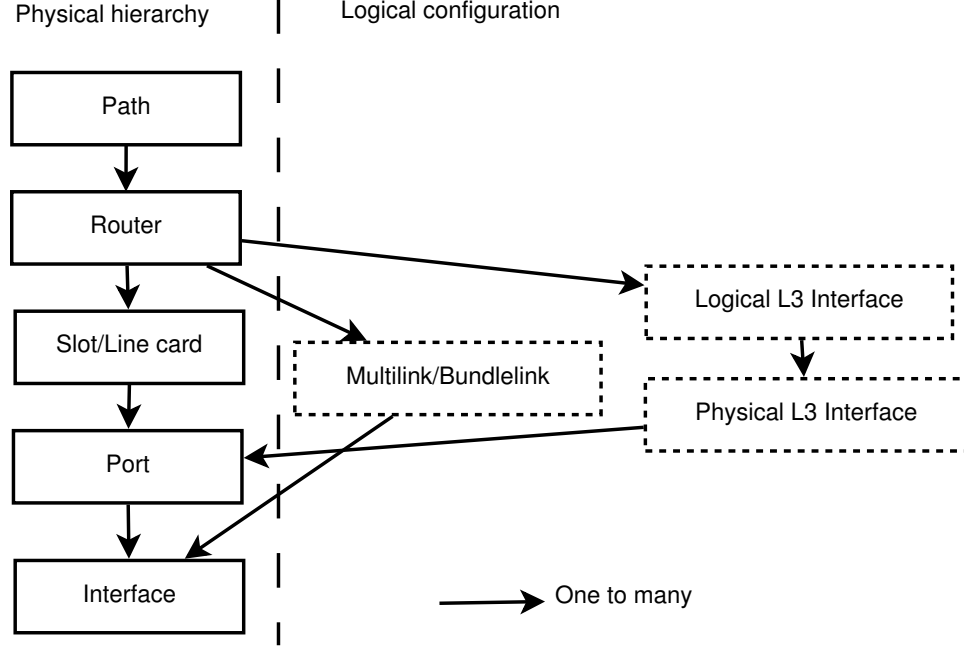 Physical hierarchy
Logical configuration
Path
Router
Logical L3 Interface
Slot/Line card
Multilink/Bundlelink
Physical L3 Interface
Port
Interface
One to many